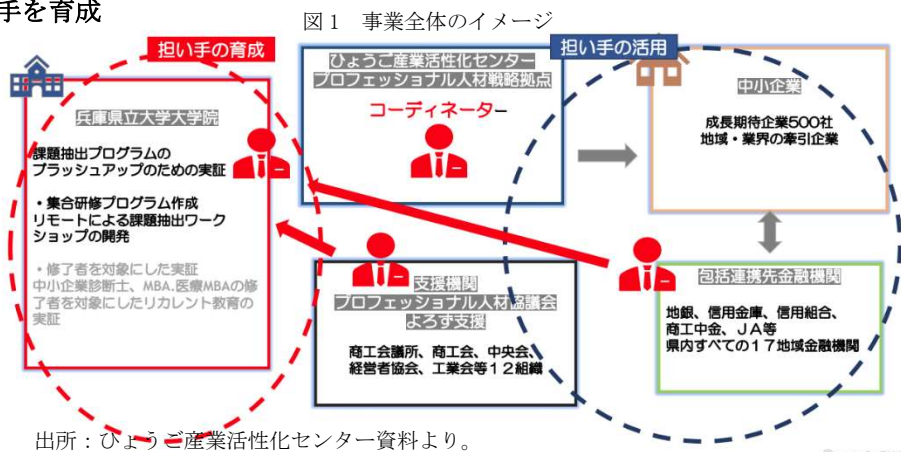 手を育成
図1 事業全体のイメージ
担い手の育成
兵庫県立大学大学院
課題抽出プログラムの
ブラッシュアップのための実証
・集合研修プログラム作成
リモートによる課題抽出ワーク
ショップの開発
・修了者を対象にした実証
中小企業診断士、MBA,医療MBAの修
了者を対象にしたリカレント教育の
実証
ひょうご産業活性化センター
プロフェッショナル人材戦略拠点
コーディネーター
担い手の活用
中小企業
成長期待企業500社
地域・業界の牽引企業
支援機関
プロフェッショナル人材協議会
よろず支援
商工会議所、商工会、中央会、
経営者協会、工業会等12組織
包括連携先金融機関
地銀、信用金庫、信用組合、
商工中金、JA等
県内すべての17地域金融機関
出所：ひょうご産業活性化センター資料より。